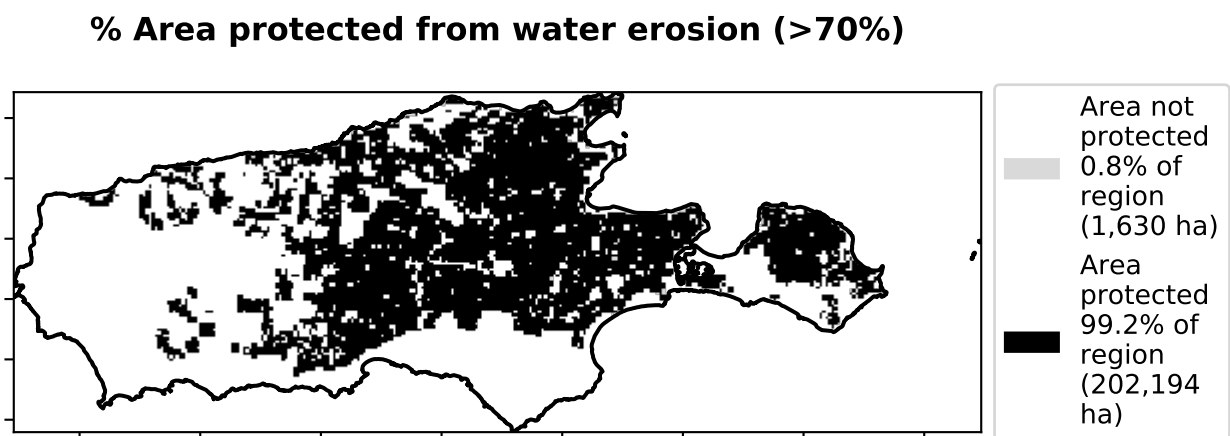 % Area protected from water erosion (>70%)
Area not
protected
0.8% of
region
(1,630 ha)
Area
protected
99.2% of
region
(202,194
ha)